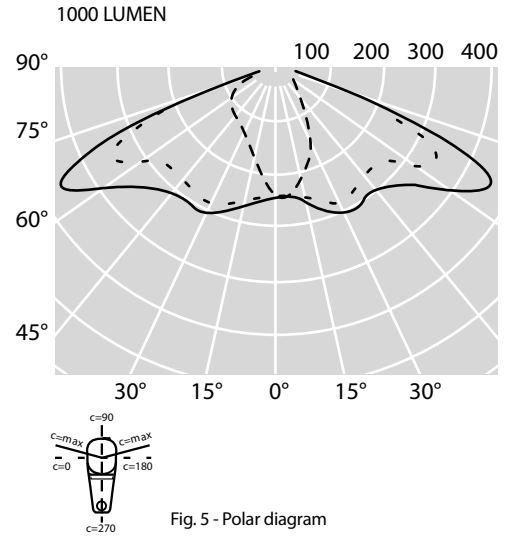 1000 LUMEN
90° 100 200 300 400
75°
60°
45°
30° 15° 0° 15° 30°
c=90
c=max c=max
c=0 c=180
c=270
Fig. 5 - Polar diagram